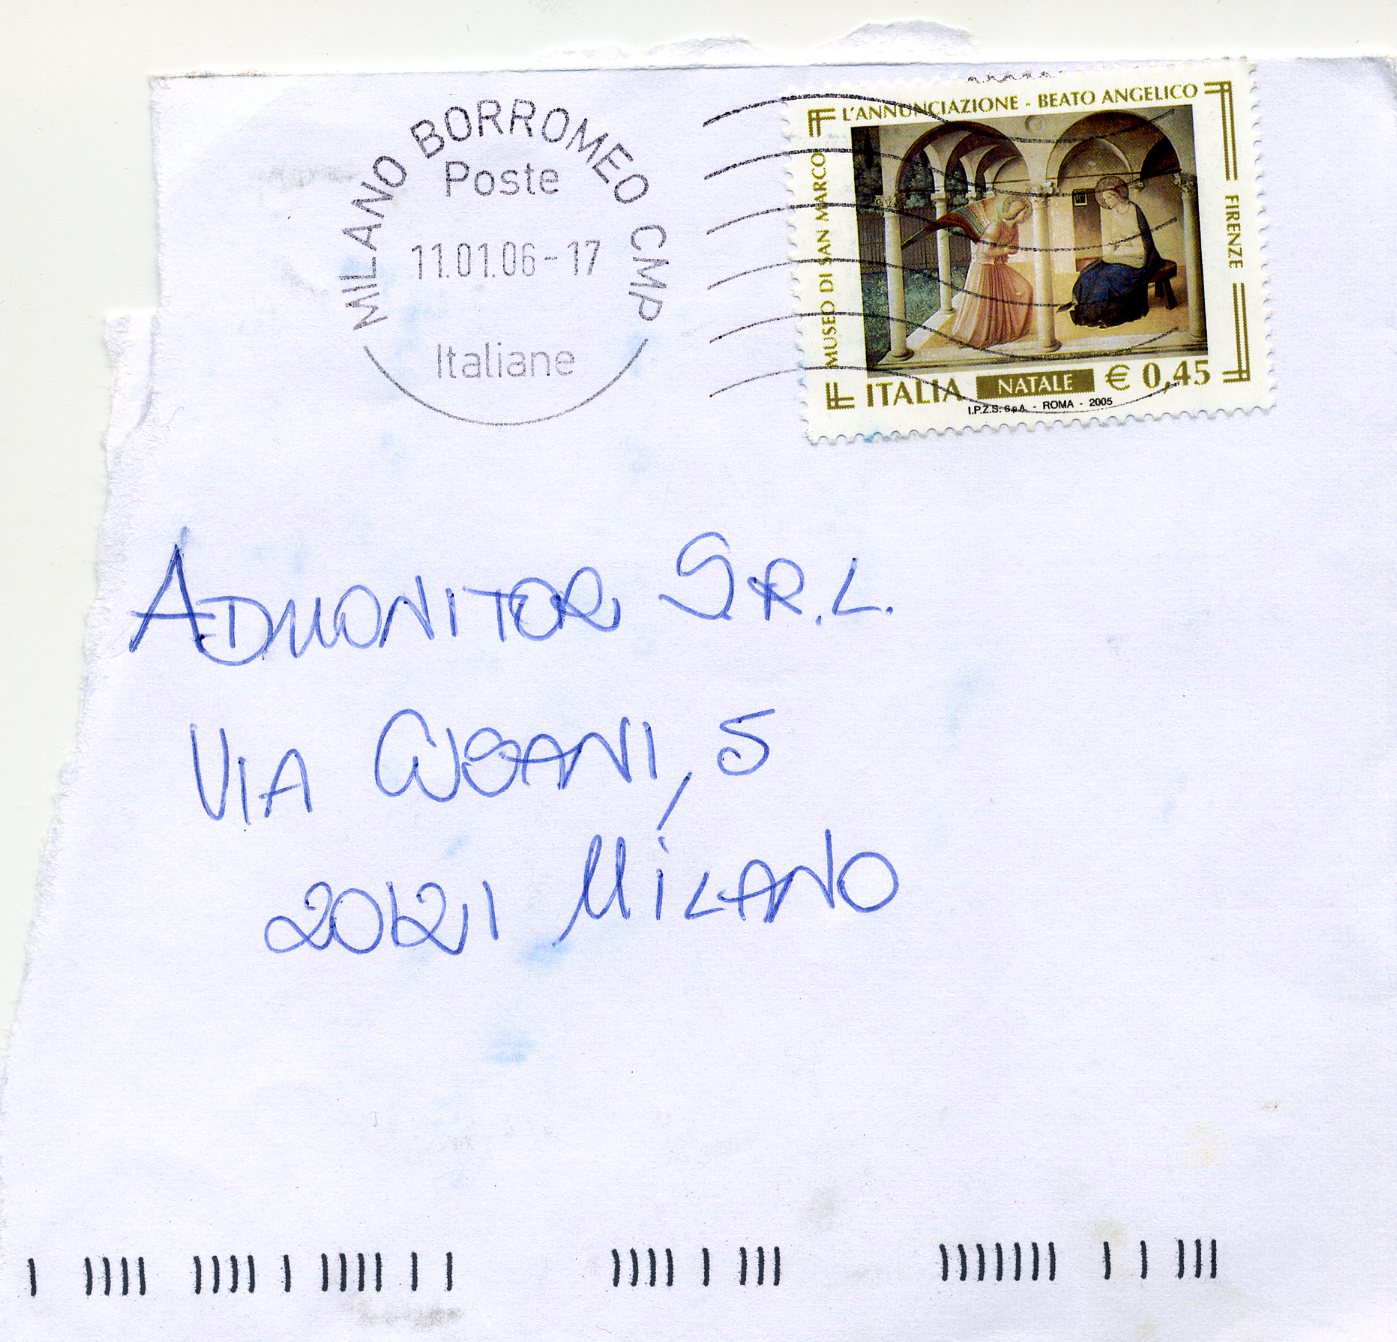 MILANO BORROMEO CMP
Poste
11.01.06-17
Italiane
L'ANNUNCIAZIONE - BEATO ANGELICO
MUSEO DI SAN MARCO
FIRENZE
ITALIA NATALE € 0,45
I.P.Z.S. S.p.A. - ROMA - 2005
ADMONITOR S.R.L.
VIA CUSANI, 5
20121 MILANO